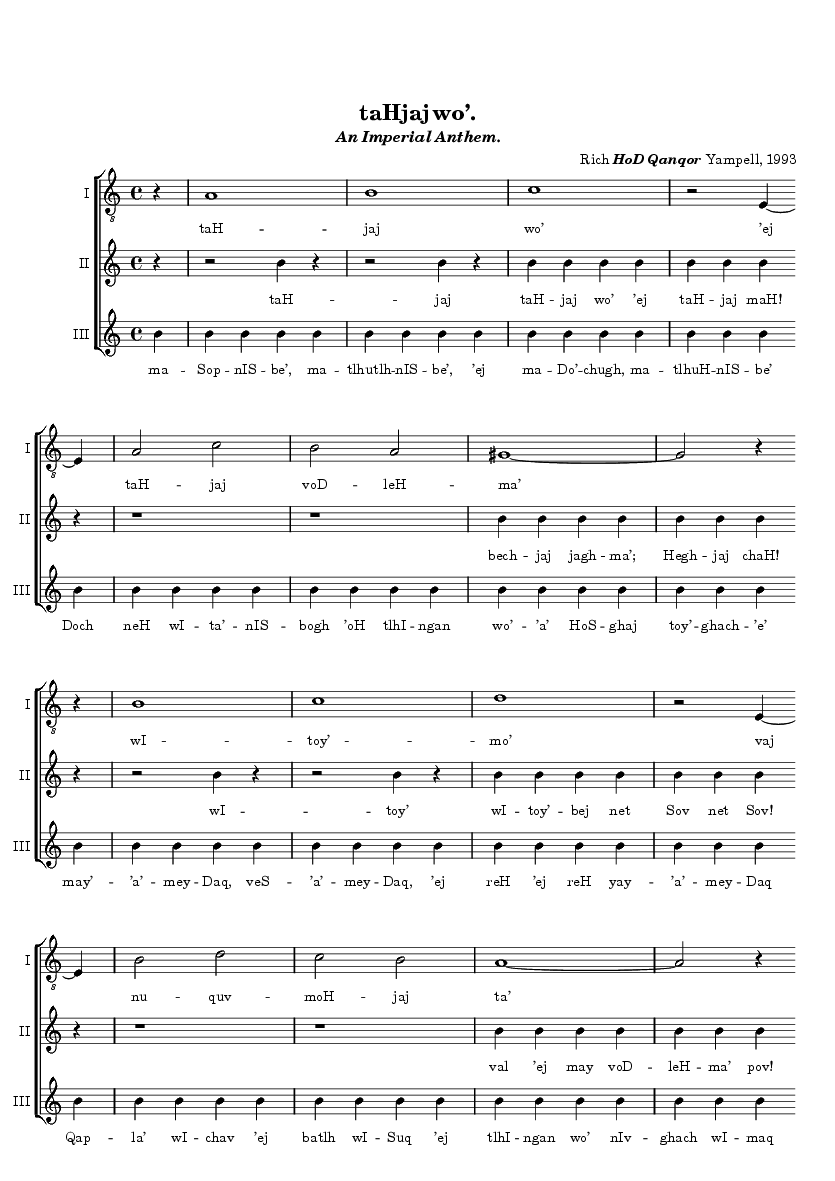 taHjaj wo’.
An Imperial Anthem.
Rich HoD Qanqor Yampell, 1993
I
taH - jaj wo’ ’ej
II
taH - jaj taH - jaj wo’ ’ej taH - jaj maH!
III
ma - Sop - nIS - be’, ma - tlhutlh - nIS - be’, ’ej ma - Do’ - chugh, ma - tlhuH - nIS - be’
I
taH - jaj voD - leH - ma’
II
bech - jaj jagh - ma’; Hegh - jaj chaH!
III
Doch neH wI - ta’ - nIS - bogh ’oH tlhI - ngan wo’ - ’a’ HoS - ghaj toy’ - ghach - ’e’
I
wI - toy’ - mo’ vaj
II
wI - toy’ wI - toy’ - bej net Sov net Sov!
III
may’ - ’a’ - mey - Daq, veS - ’a’ - mey - Daq, ’ej reH ’ej reH yay - ’a’ - mey - Daq
I
nu - quv - moH - jaj ta’
II
val ’ej may voD - leH - ma’ pov!
III
Qap - la’ wI - chav ’ej batlh wI - Suq ’ej tlhI - ngan wo’ nIv - ghach wI - maq